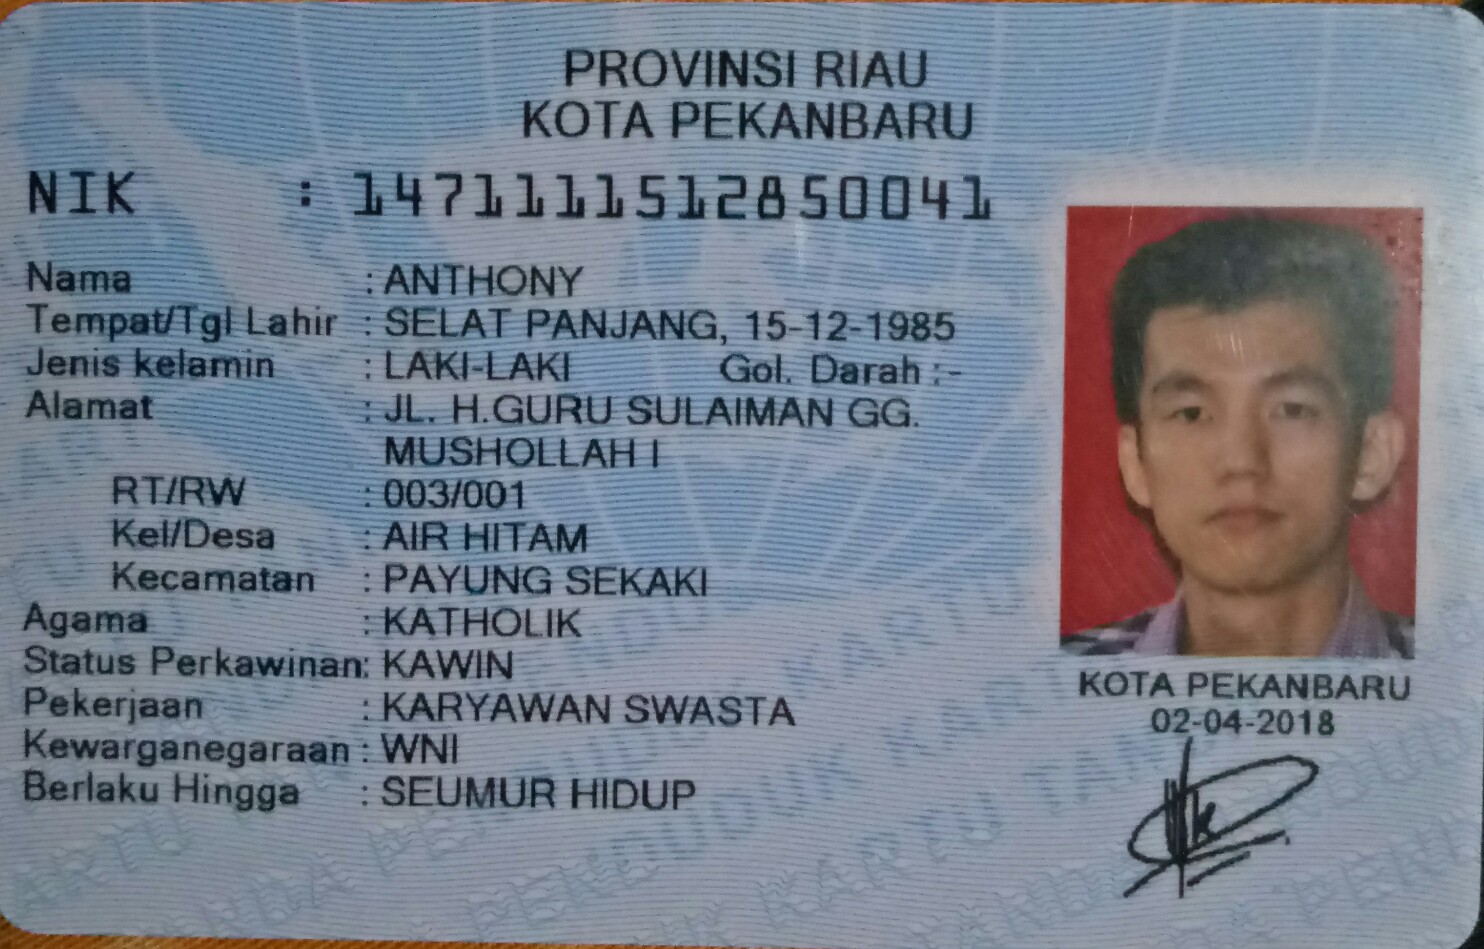 PROVINSI RIAU
KOTA PEKANBARU
NIK : 1471111512850041
Nama : ANTHONY
Tempat/Tgl Lahir : SELAT PANJANG, 15-12-1985
Jenis kelamin : LAKI-LAKI Gol. Darah :-
Alamat : JL. H.GURU SULAIMAN GG.
MUSHOLLAH I
RT/RW : 003/001
Kel/Desa : AIR HITAM
Kecamatan : PAYUNG SEKAKI
Agama : KATHOLIK
Status Perkawinan: KAWIN
Pekerjaan : KARYAWAN SWASTA
Kewarganegaraan : WNI
Berlaku Hingga : SEUMUR HIDUP
KOTA PEKANBARU
02-04-2018